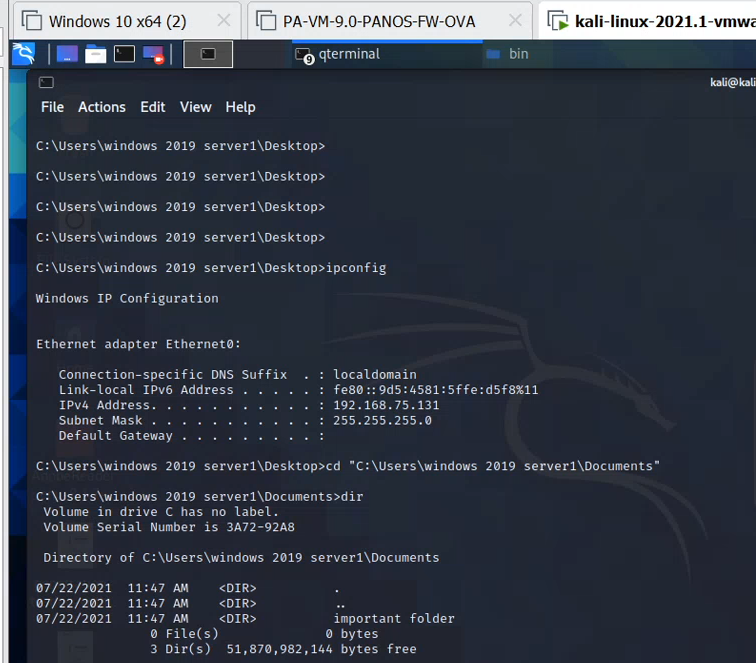 Windows 10 x64 (2)
PA-VM-9.0-PANOS-FW-OVA
kali-linux-2021.1-vmwa
9 qterminal
bin
kali@kali
File Actions Edit View Help
C:\Users\windows 2019 server1\Desktop>
C:\Users\windows 2019 server1\Desktop>
C:\Users\windows 2019 server1\Desktop>
C:\Users\windows 2019 server1\Desktop>
C:\Users\windows 2019 server1\Desktop>ipconfig
Windows IP Configuration
Ethernet adapter Ethernet0:
Connection-specific DNS Suffix . : localdomain
Link-local IPv6 Address . . . . . : fe80::9d5:4581:5ffe:d5f8%11
IPv4 Address. . . . . . . . . . . : 192.168.75.131
Subnet Mask . . . . . . . . . . . : 255.255.255.0
Default Gateway . . . . . . . . . :
C:\Users\windows 2019 server1\Desktop>cd "C:\Users\windows 2019 server1\Documents"
C:\Users\windows 2019 server1\Documents>dir
Volume in drive C has no label.
Volume Serial Number is 3A72-92A8
Directory of C:\Users\windows 2019 server1\Documents
07/22/2021 11:47 AM <DIR> .
07/22/2021 11:47 AM <DIR> ..
07/22/2021 11:47 AM <DIR> important folder
0 File(s) 0 bytes
3 Dir(s) 51,870,982,144 bytes free